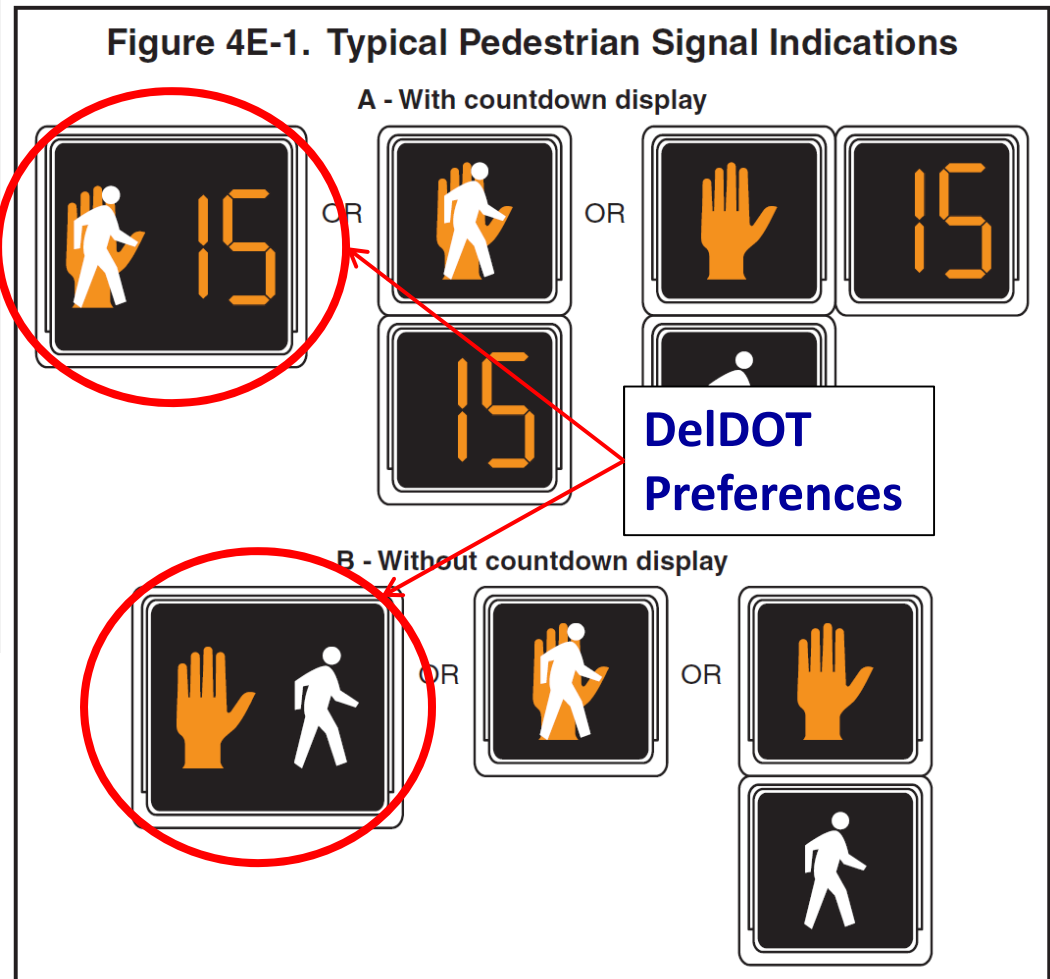 Figure 4E-1. Typical Pedestrian Signal Indications
A - With countdown display
15 OR OR 15
15
DelDOT
Preferences
B - Without countdown display
OR OR